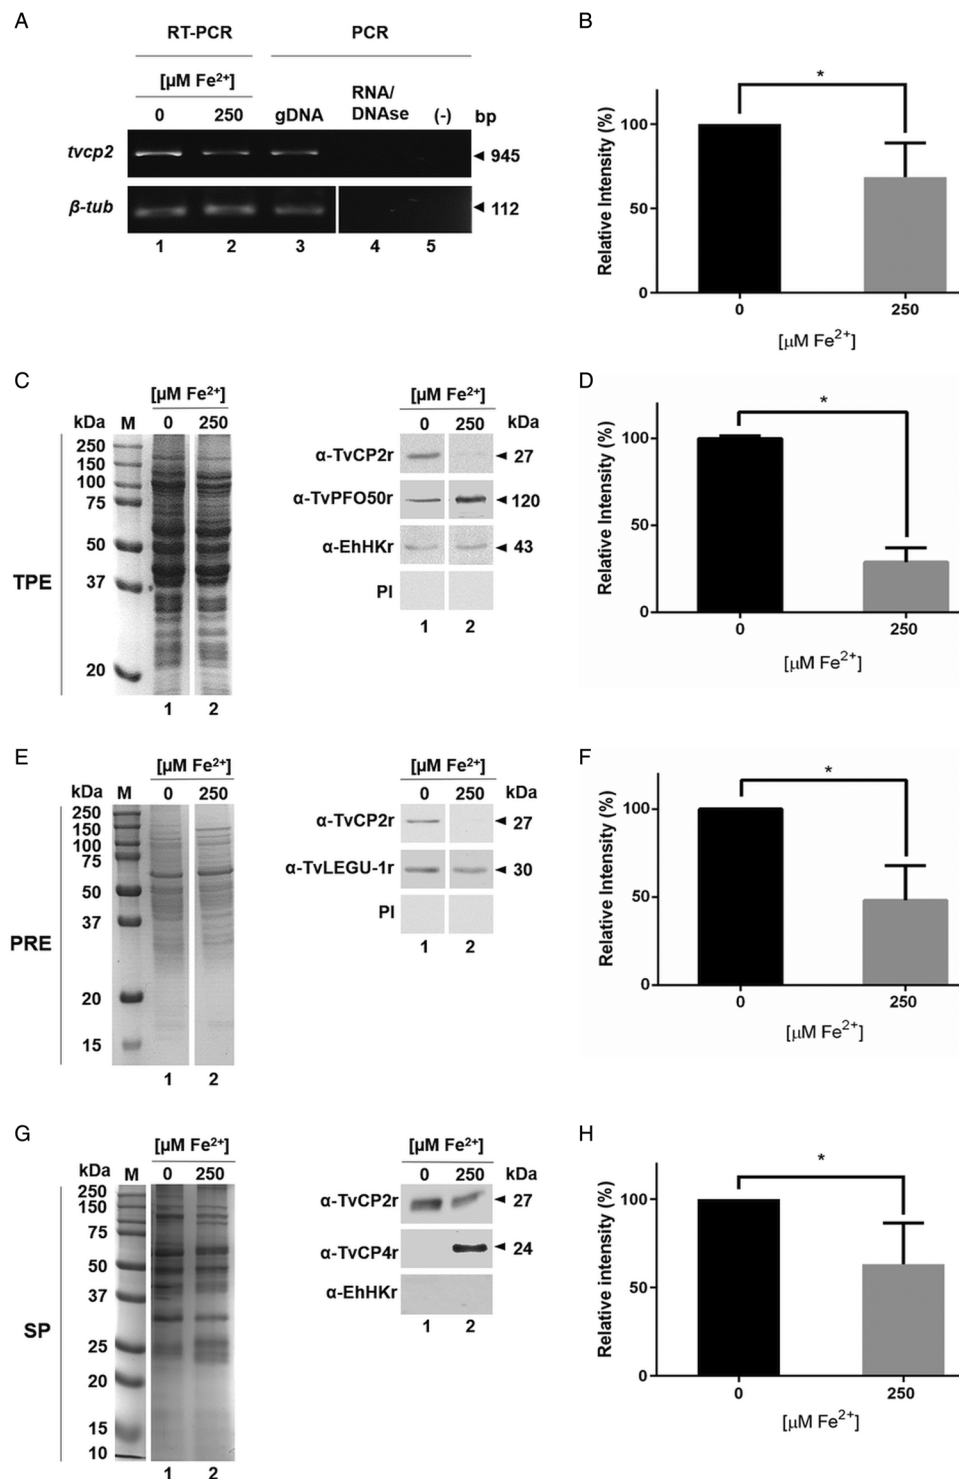 A
RT-PCR PCR
[µM Fe2+]
0 250 gDNA RNA/DNAse (-) bp
tvcp2 945
β-tub 112
1 2 3 4 5
B
*
Relative Intensity (%)
100
50
0
0 250
[µM Fe2+]
C
[µM Fe2+]
kDa M 0 250
250
150
100
75
50
37
20
TPE
1 2
[µM Fe2+]
0 250 kDa
α-TvCP2r 27
α-TvPFO50r 120
α-EhHKr 43
PI
1 2
D
*
Relative Intensity (%)
100
50
0
0 250
[µM Fe2+]
E
[µM Fe2+]
kDa M 0 250
250
150
100
75
50
37
20
15
PRE
1 2
[µM Fe2+]
0 250 kDa
α-TvCP2r 27
α-TvLEGU-1r 30
PI
1 2
F
*
Relative Intensity (%)
100
50
0
0 250
[µM Fe2+]
G
[µM Fe2+]
kDa M 0 250
250
150
75
50
37
25
20
15
10
SP
1 2
[µM Fe2+]
0 250 kDa
α-TvCP2r 27
α-TvCP4r 24
α-EhHKr
1 2
H
*
Relative intensity (%)
100
50
0
0 250
[µM Fe2+]